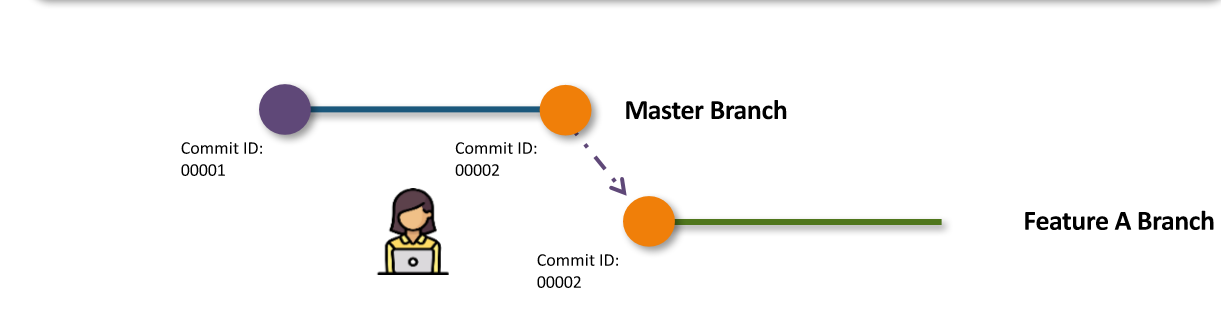 Master Branch
Commit ID:
00001
Commit ID:
00002
Feature A Branch
Commit ID:
00002